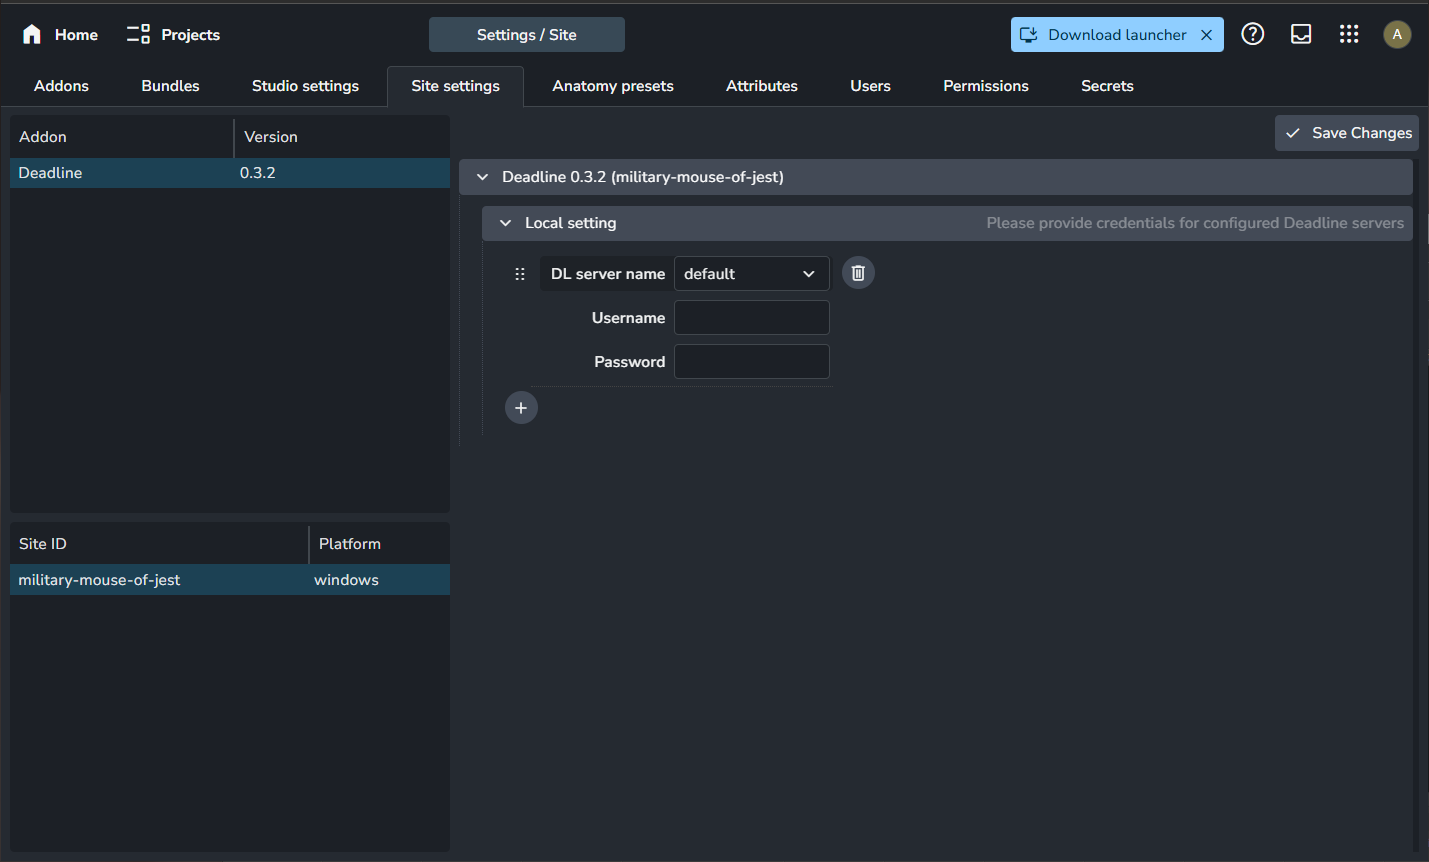 Home
Projects
Settings / Site
Download launcher
A
Addons
Bundles
Studio settings
Site settings
Anatomy presets
Attributes
Users
Permissions
Secrets
Addon
Version
Deadline
0.3.2
Save Changes
Deadline 0.3.2 (military-mouse-of-jest)
Local setting
Please provide credentials for configured Deadline servers
DL server name
default
Username
Password
Site ID
Platform
military-mouse-of-jest
windows